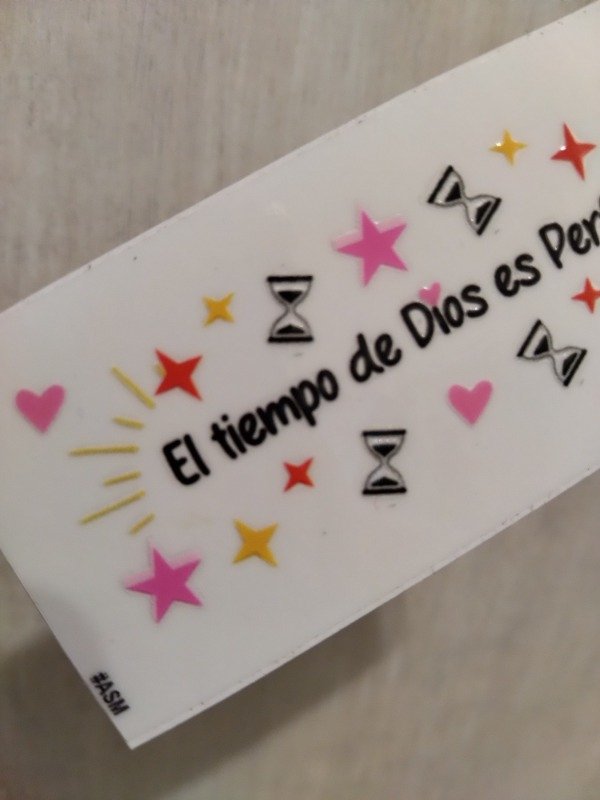 El tiempo de Dios es Per
#ASM